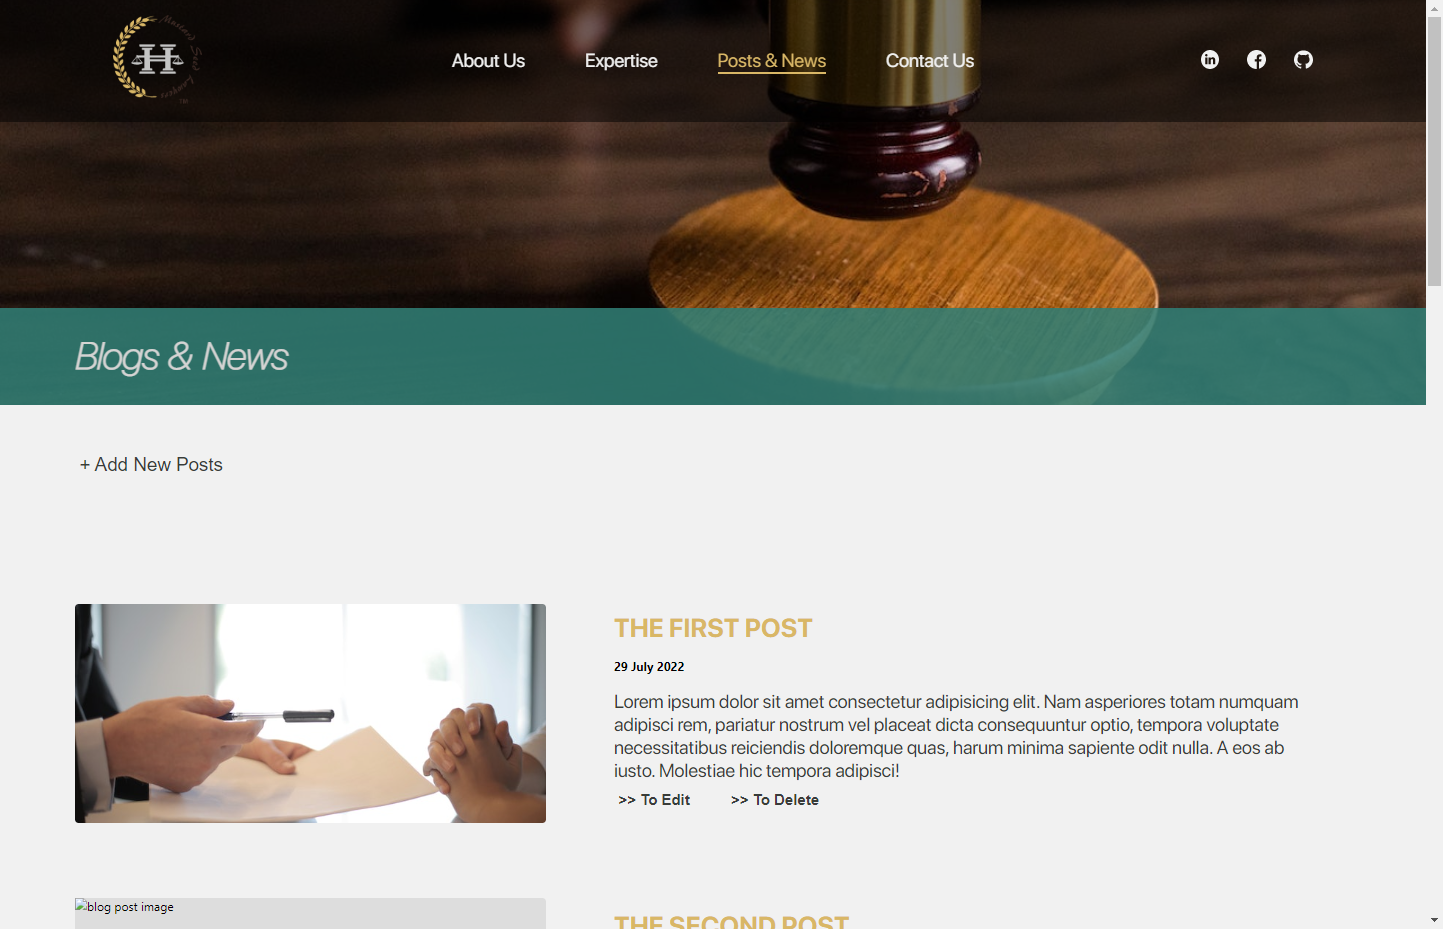 H
TM
About Us
Expertise
Posts & News
Contact Us
in
f
Blogs & News
+ Add New Posts
THE FIRST POST
29 July 2022
Lorem ipsum dolor sit amet consectetur adipisicing elit. Nam asperiores totam numquam
adipisci rem, pariatur nostrum vel placeat dicta consequuntur optio, tempora voluptate
necessitatibus reiciendis doloremque quas, harum minima sapiente odit nulla. A eos ab
iusto. Molestiae hic tempora adipisci!
>> To Edit
>> To Delete
blog post image
THE SECOND POST